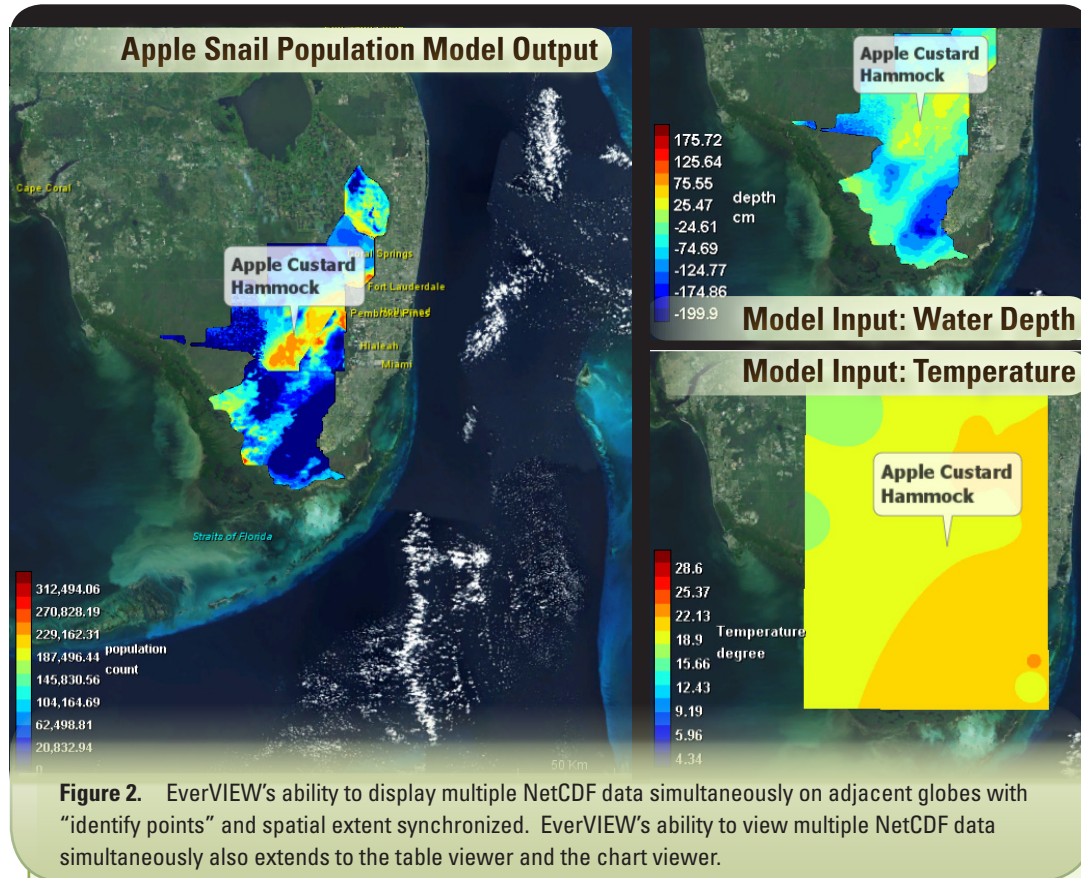 Apple Snail Population Model Output
Cape Coral
Coral Springs
Apple Custard
Hammock
Fort Lauderdale
Pembroke Pines
Hialeah
Miami
Straits of Florida
312,494.06
270,828.19
229,162.31
187,496.44
145,830.56
104,164.69
62,498.81
20,832.94
0
population
count
50 Km
Apple Custard
Hammock
175.72
125.64
75.55
25.47
-24.61
-74.69
-124.77
-174.86
-199.9
depth
cm
Model Input: Water Depth
Model Input: Temperature
Apple Custard
Hammock
28.6
25.37
22.13
18.9
15.66
12.43
9.19
5.96
4.34
Temperature
degree
Figure 2. EverVIEW's ability to display multiple NetCDF data simultaneously on adjacent globes with
“identify points” and spatial extent synchronized. EverVIEW's ability to view multiple NetCDF data
simultaneously also extends to the table viewer and the chart viewer.